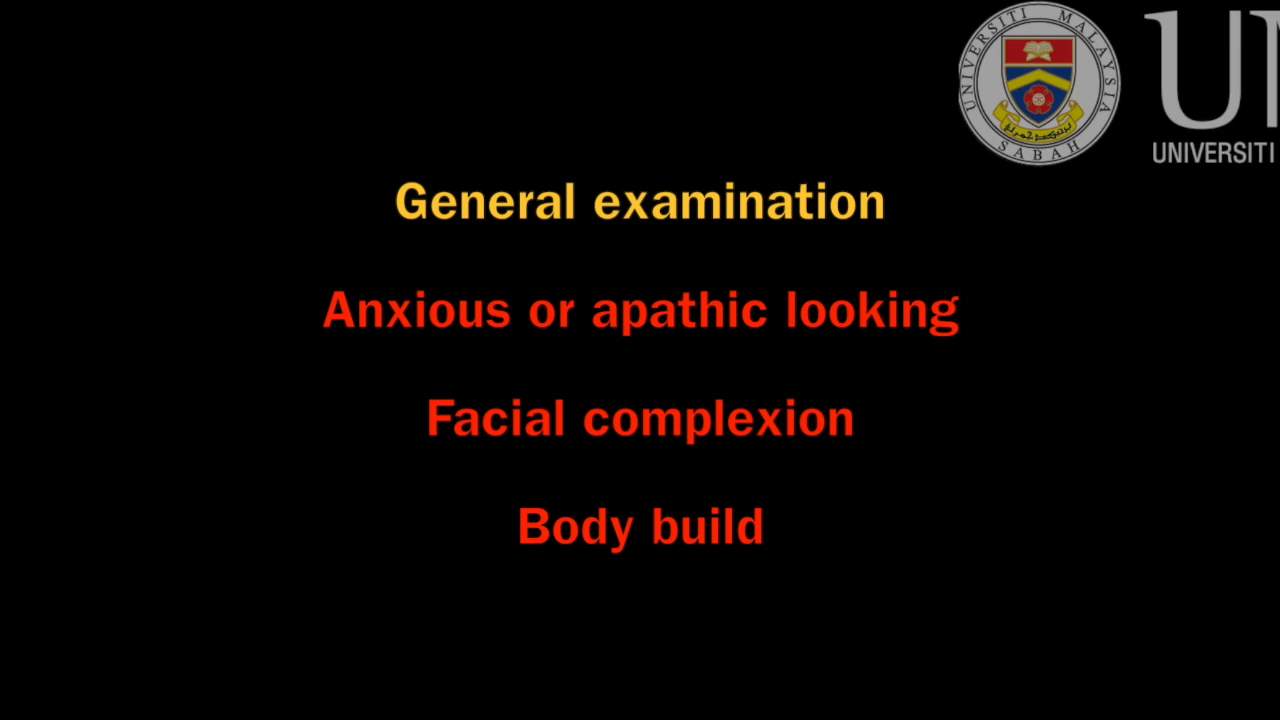 UNIVERSITI MALAYSIA
SABAH
UNIVERSITI
General examination
Anxious or apathic looking
Facial complexion
Body build